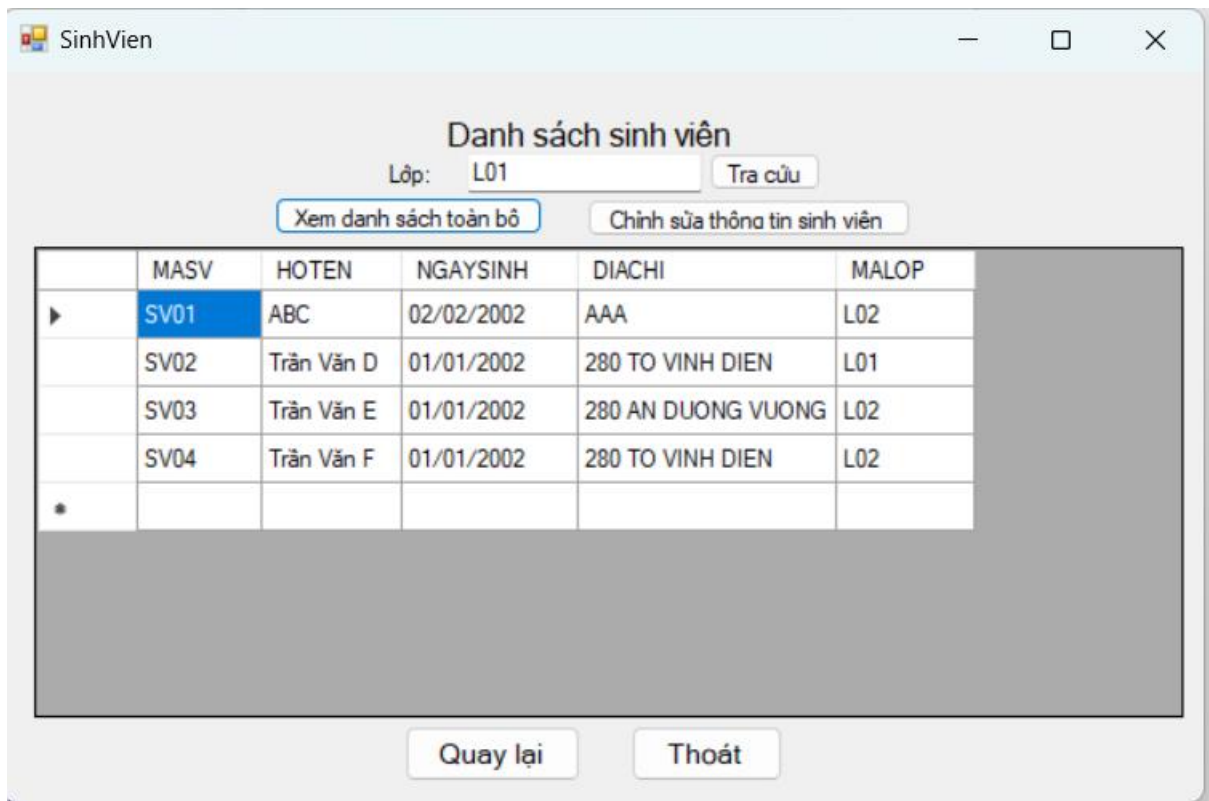 SinhVien
Danh sách sinh viên
Lớp: L01 Tra cứu
Xem danh sách toàn bộ Chỉnh sửa thông tin sinh viên
MASV HOTEN NGAYSINH DIACHI MALOP
SV01 ABC 02/02/2002 AAA L02
SV02 Trần Văn D 01/01/2002 280 TO VINH DIEN L01
SV03 Trần Văn E 01/01/2002 280 AN DUONG VUONG L02
SV04 Trần Văn F 01/01/2002 280 TO VINH DIEN L02
Quay lại Thoát